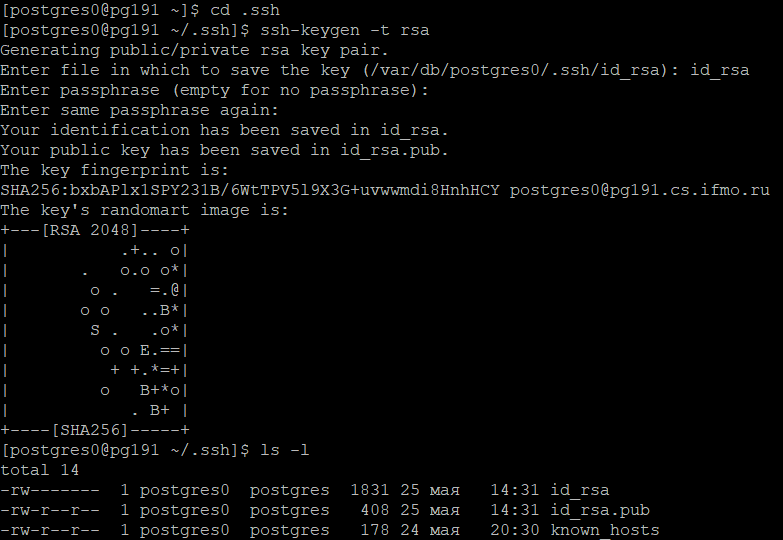 [postgres0@pg191 ~]$ cd .ssh
[postgres0@pg191 ~/.ssh]$ ssh-keygen -t rsa
Generating public/private rsa key pair.
Enter file in which to save the key (/var/db/postgres0/.ssh/id_rsa): id_rsa
Enter passphrase (empty for no passphrase):
Enter same passphrase again:
Your identification has been saved in id_rsa.
Your public key has been saved in id_rsa.pub.
The key fingerprint is:
SHA256:bxbAPlx1SPY231B/6WtTPV5l9X3G+uvwwmdi8HnhHCY postgres0@pg191.cs.ifmo.ru
The key's randomart image is:
+---[RSA 2048]----+
|           .+.. o|
|       .   o.o o*|
|        o .   =.@|
|       o o   ..B*|
|        S .   .o*|
|         o o E.==|
|          + +.*=+|
|         o   B+*o|
|            . B+ |
+----[SHA256]-----+
[postgres0@pg191 ~/.ssh]$ ls -l
total 14
-rw-------  1 postgres0  postgres  1831 25 мая   14:31 id_rsa
-rw-r--r--  1 postgres0  postgres   408 25 мая   14:31 id_rsa.pub
-rw-r--r--  1 postgres0  postgres   178 24 мая   20:30 known_hosts